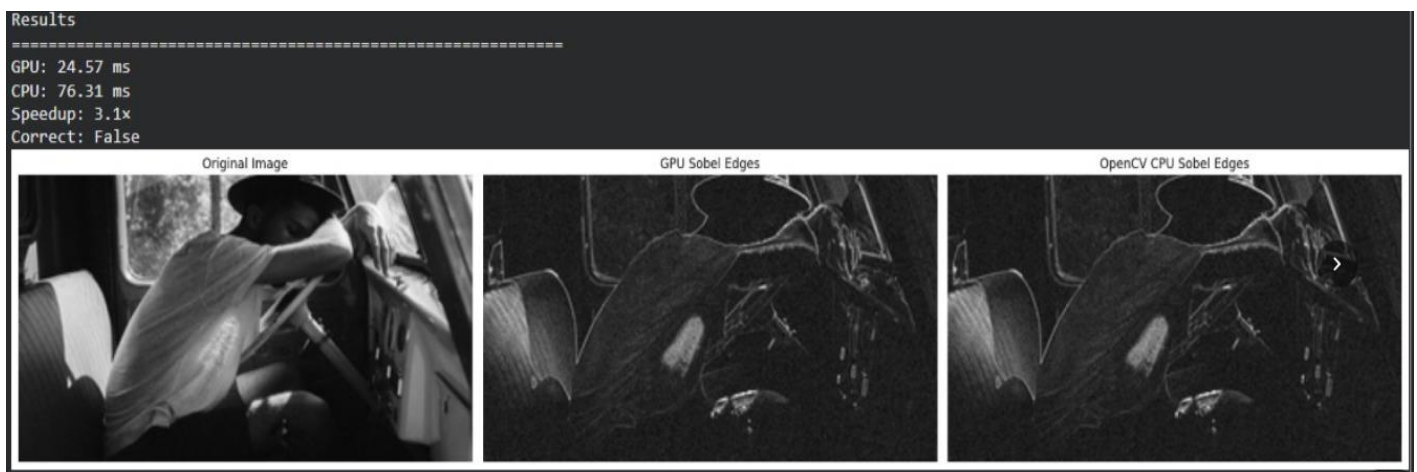 Results
============================================================
GPU: 24.57 ms
CPU: 76.31 ms
Speedup: 3.1×
Correct: False
Original Image
GPU Sobel Edges
OpenCV CPU Sobel Edges